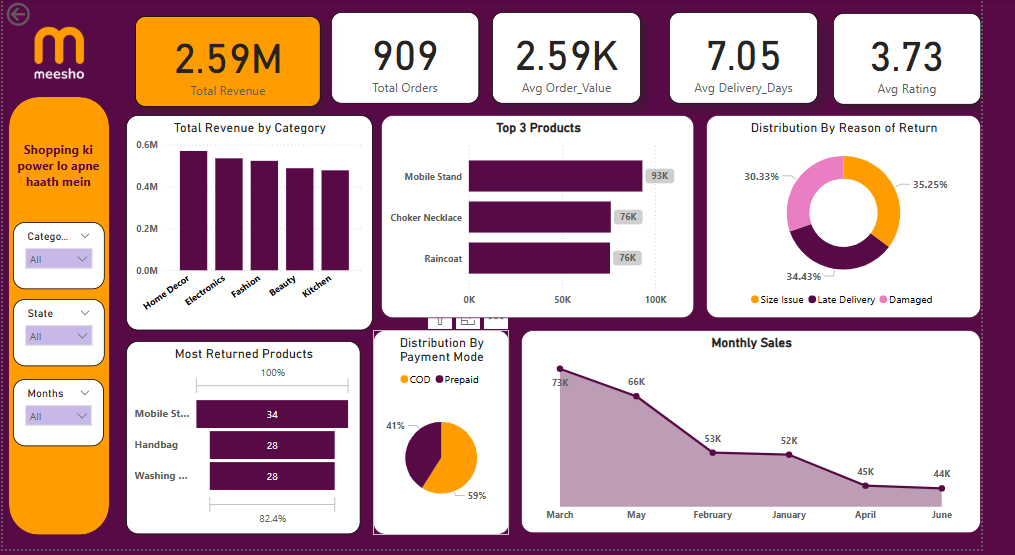 meesho
Shopping ki
power lo apne
haath mein
Catego...
All
State
All
Months
All
2.59M
Total Revenue
909
Total Orders
2.59K
Avg Order_Value
7.05
Avg Delivery_Days
3.73
Avg Rating
Total Revenue by Category
0.6M
0.4M
0.2M
0.0M
Home Decor
Electronics
Fashion
Beauty
Kitchen
Top 3 Products
Mobile Stand
93K
Choker Necklace
76K
Raincoat
76K
0K 50K 100K
Distribution By Reason of Return
30.33%
35.25%
34.43%
Size Issue Late Delivery Damaged
Most Returned Products
100%
Mobile St...
34
Handbag
28
Washing ...
28
82.4%
Distribution By
Payment Mode
COD Prepaid
41%
59%
Monthly Sales
73K
66K
53K
52K
45K
44K
March May February January April June